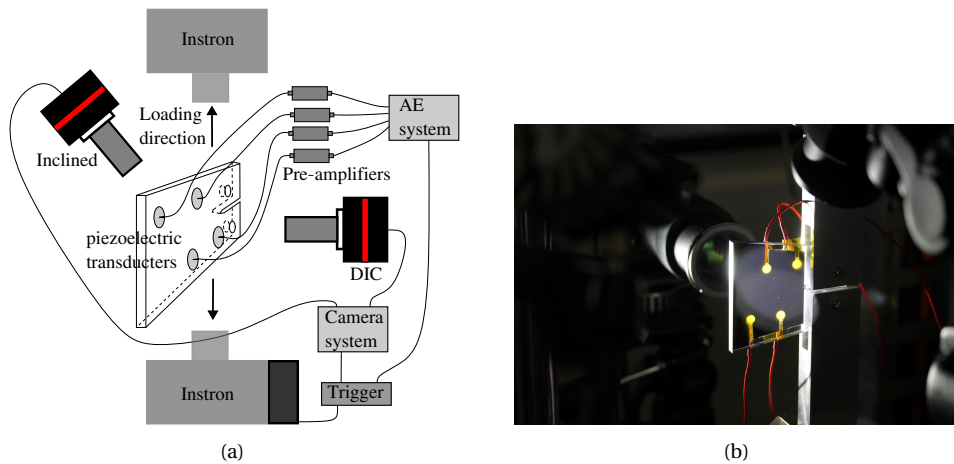 Instron
Loading
direction
AE
system
Inclined
Pre-amplifiers
piezoelectric
transducters
DIC
Camera
system
Instron
Trigger
(a)
(b)